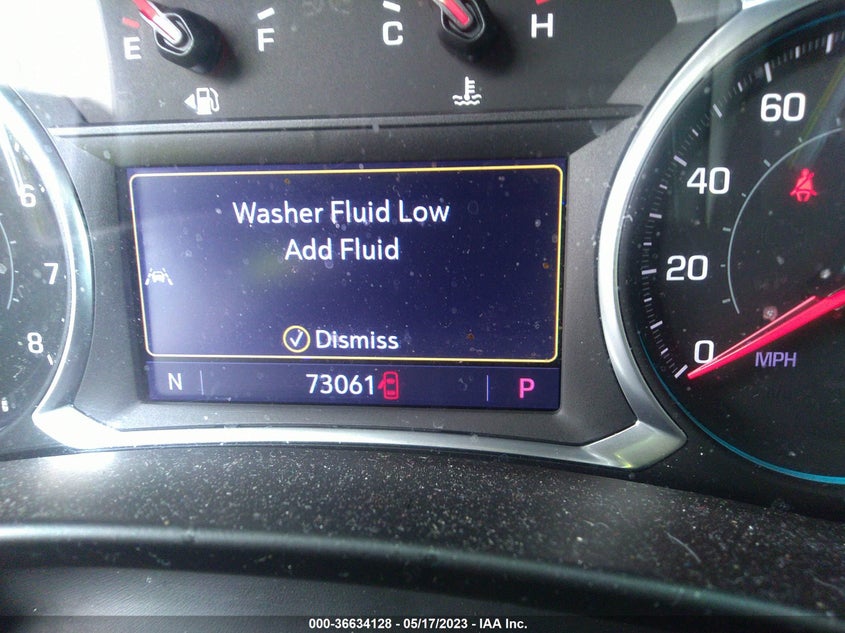 E F C H
60
40
20
0
MPH
6
7
8
Washer Fluid Low
Add Fluid
Dismiss
N 73061 P
000-36634128 - 05/17/2023 - IAA Inc.